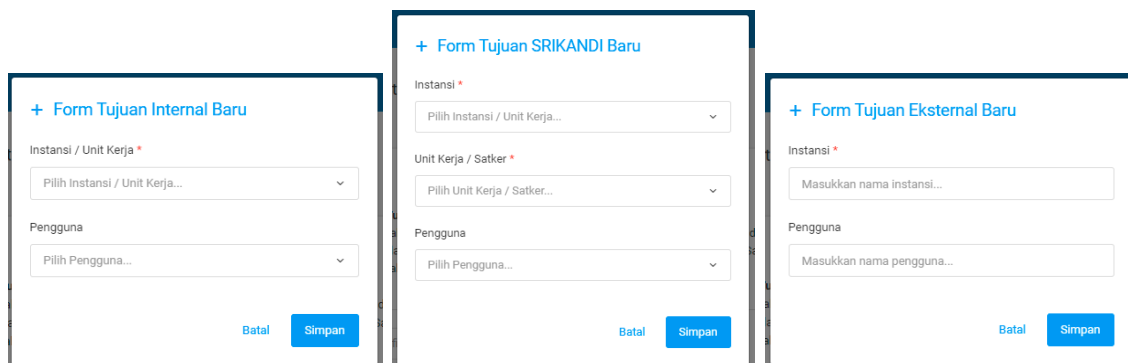 + Form Tujuan Internal Baru
Instansi / Unit Kerja *
Pilih Instansi / Unit Kerja...
Pengguna
Pilih Pengguna...
Batal
Simpan
+ Form Tujuan SRIKANDI Baru
Instansi *
Pilih Instansi / Unit Kerja...
Unit Kerja / Satker *
Pilih Unit Kerja / Satker...
Pengguna
Pilih Pengguna...
Batal
Simpan
+ Form Tujuan Eksternal Baru
Instansi *
Masukkan nama instansi...
Pengguna
Masukkan nama pengguna...
Batal
Simpan